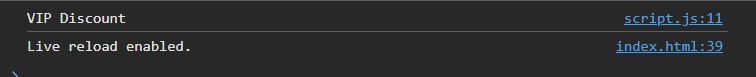 VIP Discount script.js:11
Live reload enabled. index.html:39